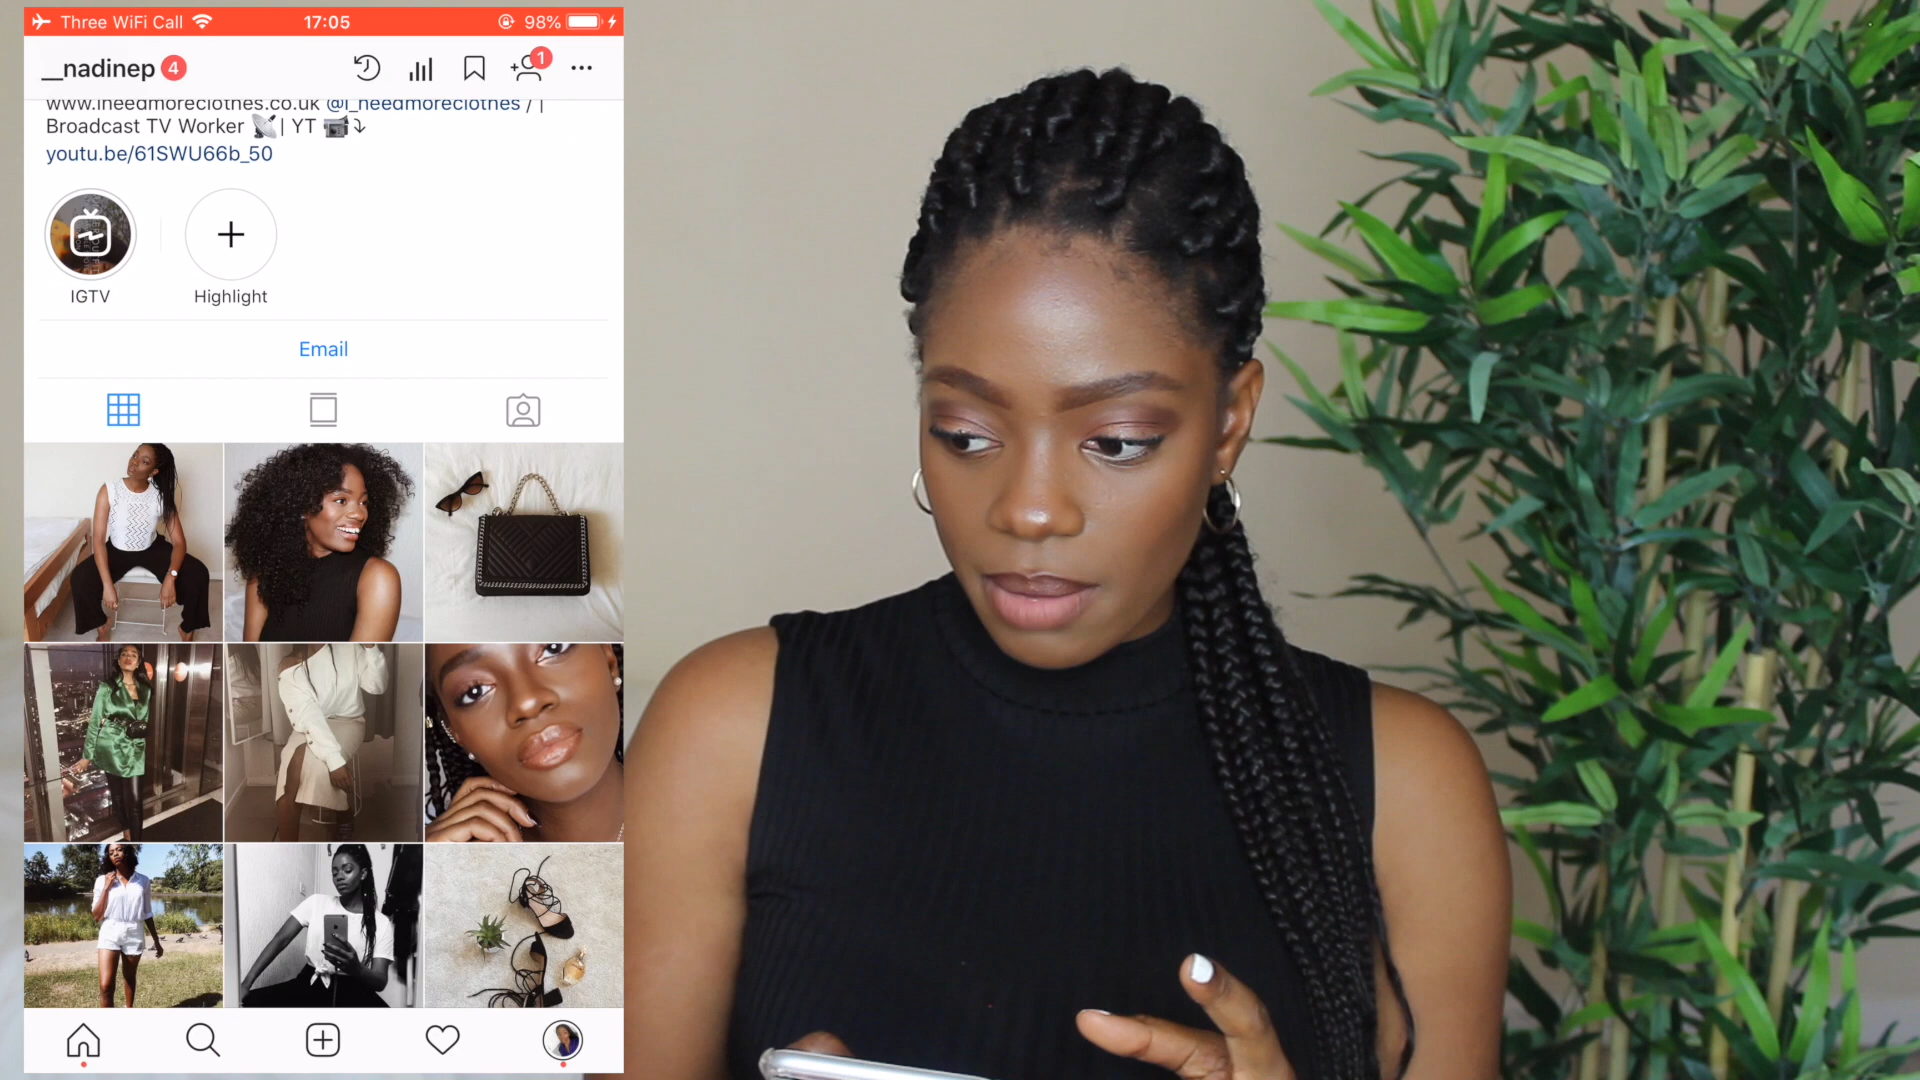 Three WiFi Call 17:05 98%
__nadinep 4 1
www.ineedmoreclothes.co.uk @i_needmoreclothes / |
Broadcast TV Worker 📡| YT 📹⤵
youtu.be/61SWU66b_50
IGTV Highlight
Email